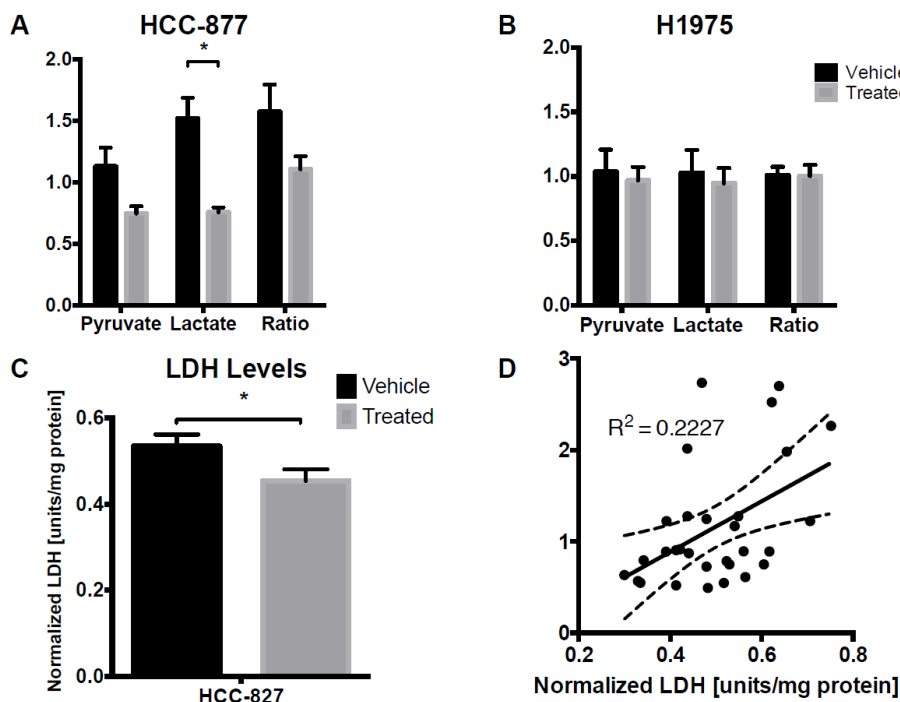 A
HCC-877
*
2.0
1.5
1.0
0.5
0.0
Pyruvate Lactate Ratio
B
H1975
Vehicle
Treated
2.0
1.5
1.0
0.5
0.0
Pyruvate Lactate Ratio
C
LDH Levels
Vehicle
Treated
*
Normalized LDH [units/mg protein]
0.6
0.4
0.2
0.0
HCC-827
D
R² = 0.2227
3
2
1
0
0.2 0.4 0.6 0.8
Normalized LDH [units/mg protein]